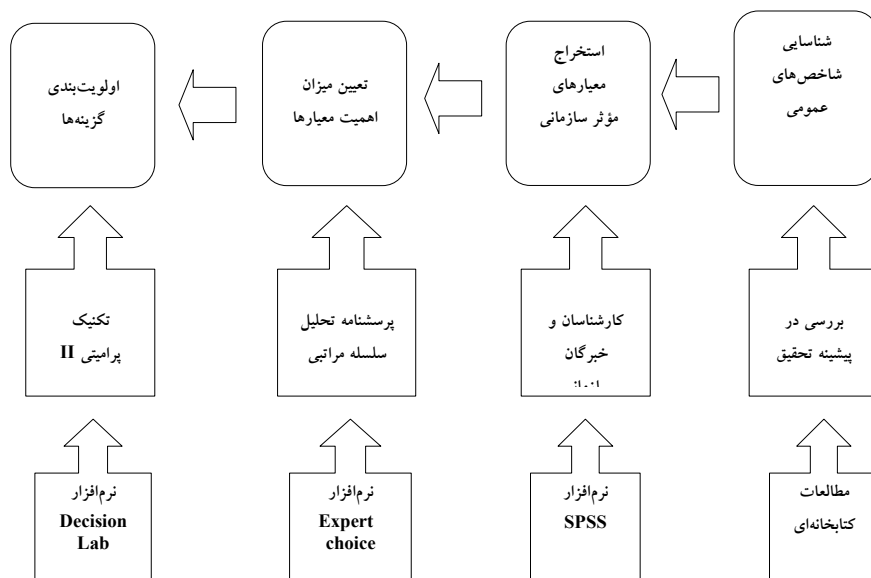 شناسایی
شاخص‌های
عمومی
استخراج
معیارهای
مؤثر سازمانی
تعیین میزان
اهمیت معیارها
اولویت‌بندی
گزینه‌ها
بررسی در
پیشینه تحقیق
کارشناسان و
خبرگان
پرسشنامه تحلیل
سلسله مراتبی
تکنیک
پرامیتی II
مطالعات
کتابخانه‌ای
نرم‌افزار
SPSS
نرم‌افزار
Expert
choice
نرم‌افزار
Decision
Lab